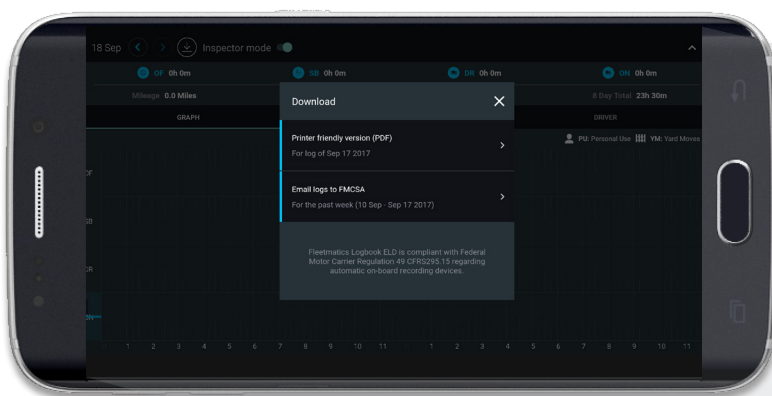 18 Sep
Inspector mode
OF 0h 0m
SB 0h 0m
DR 0h 0m
ON 0h 0m
Mileage 0.0 Miles
8 Day Total 23h 30m
GRAPH
DRIVER
PU: Personal Use
YM: Yard Moves
Download
Printer friendly version (PDF)
For log of Sep 17 2017
Email logs to FMCSA
For the past week (10 Sep - Sep 17 2017)
Fleetmatics Logbook ELD is compliant with Federal
Motor Carrier Regulation 49 CFRS295.15 regarding
automatic on-board recording devices.
OF
SB
DR
ON
1 2 3 4 5 6 7 8 9 10 11 1 2 3 4 5 6 7 8 9 10 11